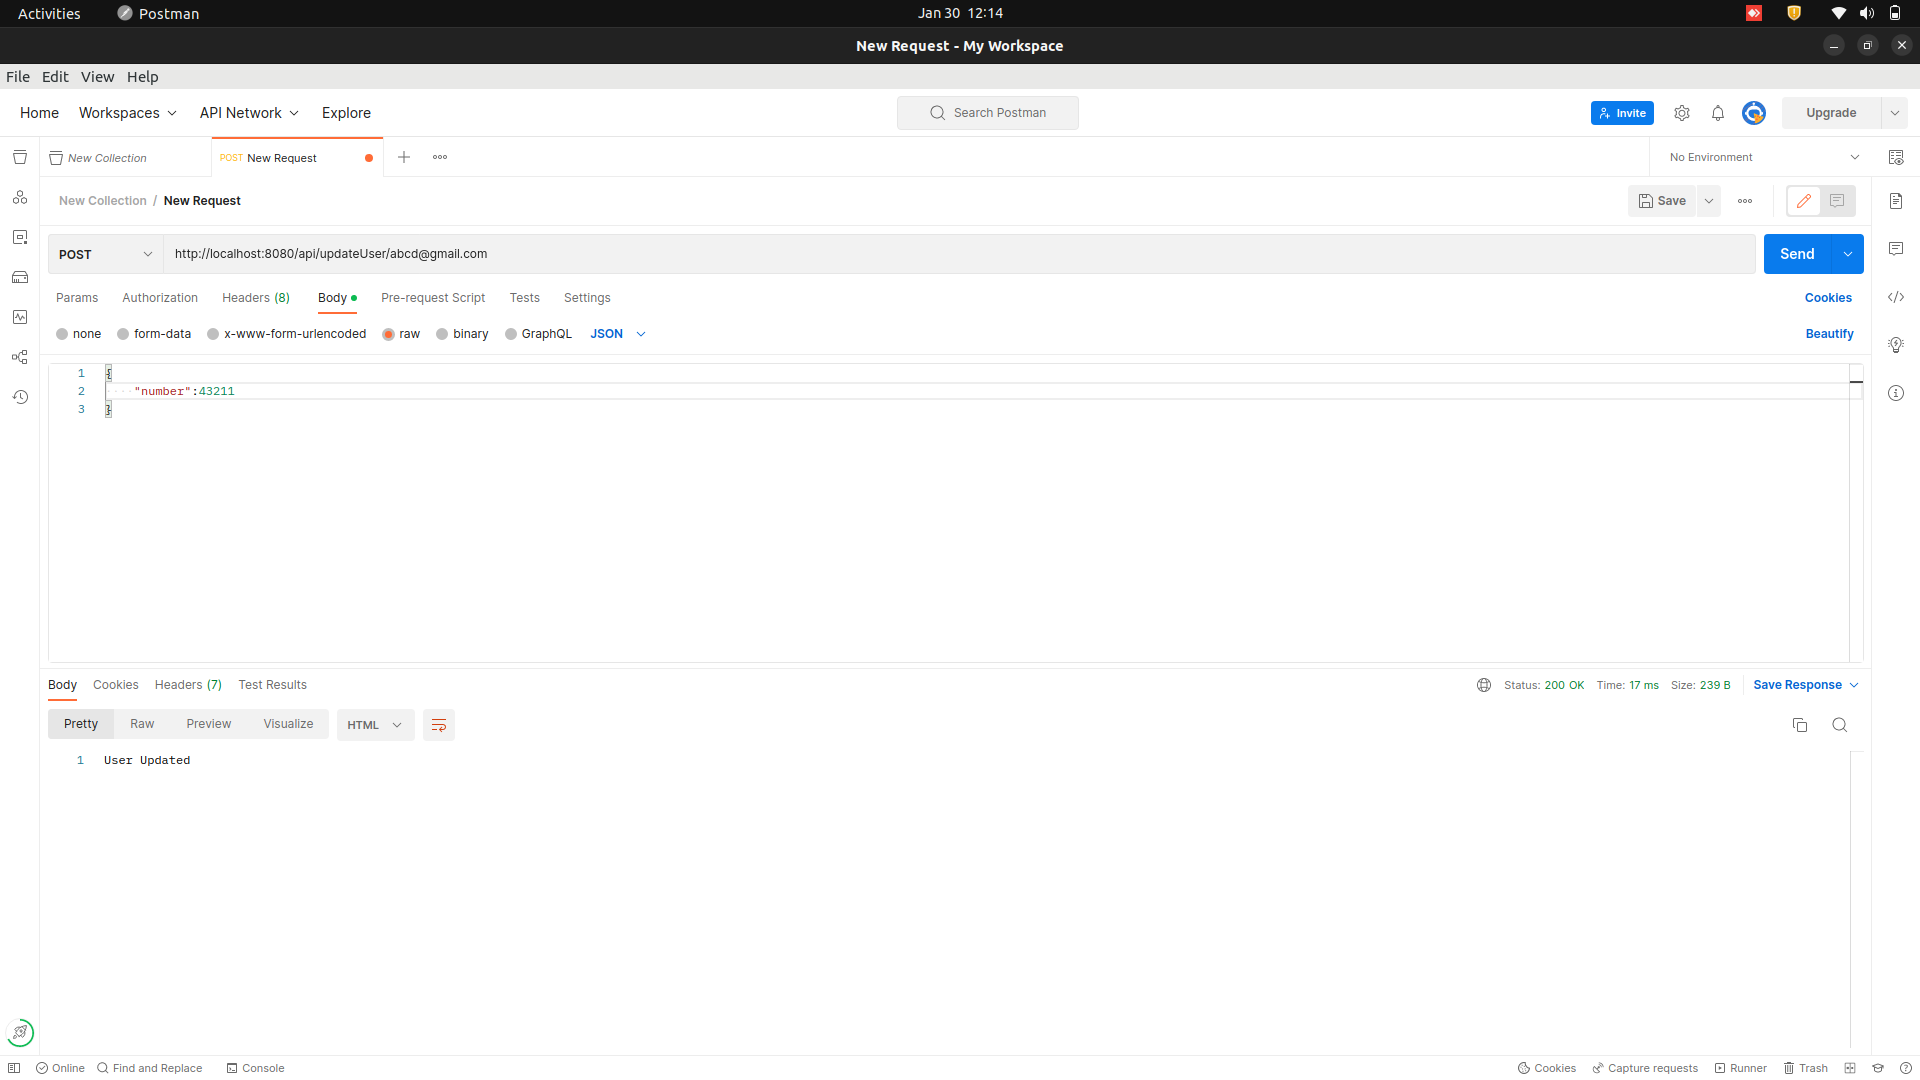 Activities Postman Jan 30 12:14
New Request - My Workspace
File Edit View Help
Home Workspaces API Network Explore Search Postman Invite Upgrade
New Collection POST New Request No Environment
New Collection / New Request Save
POST http://localhost:8080/api/updateUser/abcd@gmail.com Send
Params Authorization Headers (8) Body Pre-request Script Tests Settings Cookies
none form-data x-www-form-urlencoded raw binary GraphQL JSON Beautify
1 {
2 "number":43211
3 }
Body Cookies Headers (7) Test Results Status: 200 OK Time: 17 ms Size: 239 B Save Response
Pretty Raw Preview Visualize HTML
1 User Updated
Online Find and Replace Console Cookies Capture requests Runner Trash